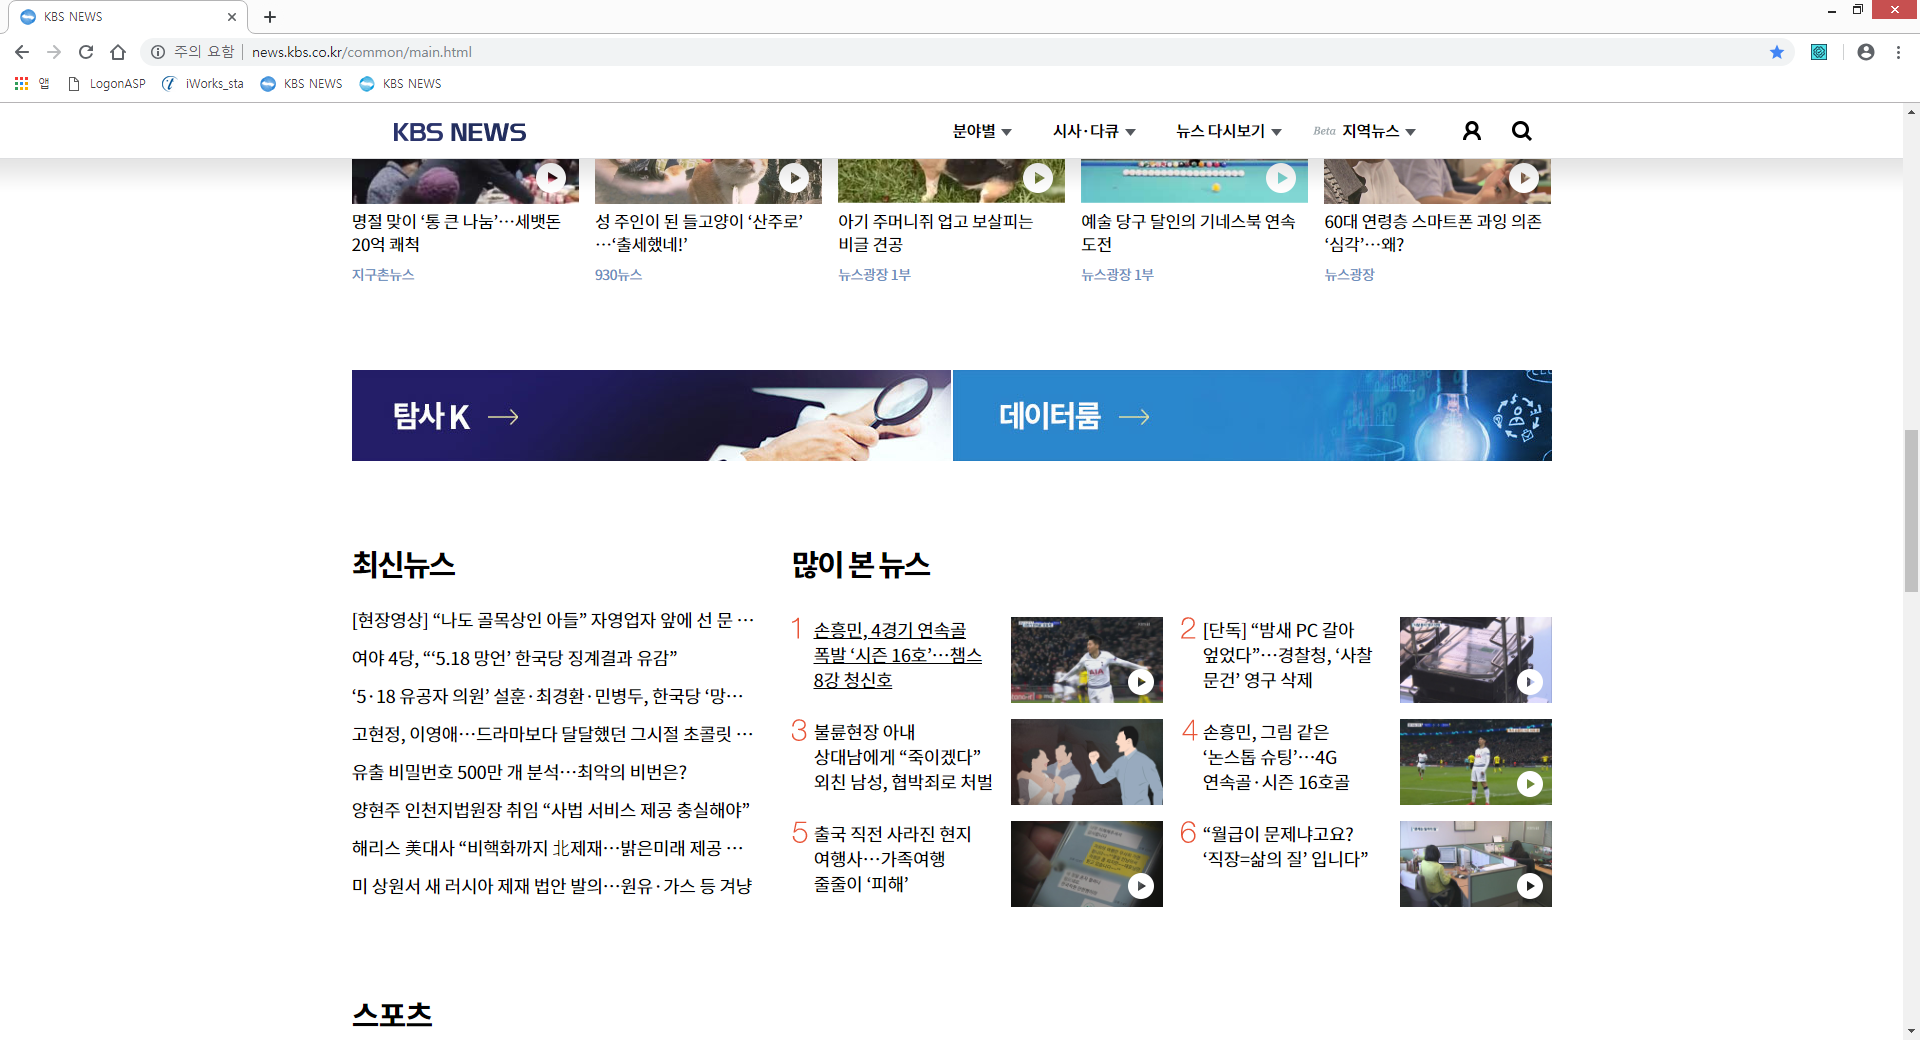 KBS NEWS
주의 요함
news.kbs.co.kr/common/main.html
앱
LogonASP
iWorks_sta
KBS NEWS
KBS NEWS
KBS NEWS
분야별
시사·다큐
뉴스 다시보기
Beta 지역뉴스
명절 맞이 ‘통 큰 나눔’…세뱃돈
20억 쾌척
지구촌뉴스
성 주인이 된 들고양이 ‘산주로’
…‘출세했네!’
930뉴스
아기 주머니쥐 업고 보살피는
비글 견공
뉴스광장 1부
예술 당구 달인의 기네스북 연속
도전
뉴스광장 1부
60대 연령층 스마트폰 과잉 의존
‘심각’…왜?
뉴스광장
탐사 K
데이터룸
최신뉴스
[현장영상] “나도 골목상인 아들” 자영업자 앞에 선 문 …
여야 4당, “‘5.18 망언’ 한국당 징계결과 유감”
‘5·18 유공자 의원’ 설훈·최경환·민병두, 한국당 ‘망…
고현정, 이영애…드라마보다 달달했던 그시절 초콜릿 …
유출 비밀번호 500만 개 분석…최악의 비번은?
양현주 인천지법원장 취임 “사법 서비스 제공 충실해야”
해리스 美대사 “비핵화까지 北제재…밝은미래 제공 …
미 상원서 새 러시아 제재 법안 발의…원유·가스 등 겨냥
많이 본 뉴스
1
손흥민, 4경기 연속골
폭발 ‘시즌 16호’…챔스
8강 청신호
2
[단독] “밤새 PC 갈아
엎었다”…경찰청, ‘사찰
문건’ 영구 삭제
3
불륜현장 아내
상대남에게 “죽이겠다”
외친 남성, 협박죄로 처벌
4
손흥민, 그림 같은
‘논스톱 슈팅’…4G
연속골·시즌 16호골
5
출국 직전 사라진 현지
여행사…가족여행
줄줄이 ‘피해’
6
“월급이 문제냐고요?
‘직장=삶의 질’ 입니다”
스포츠